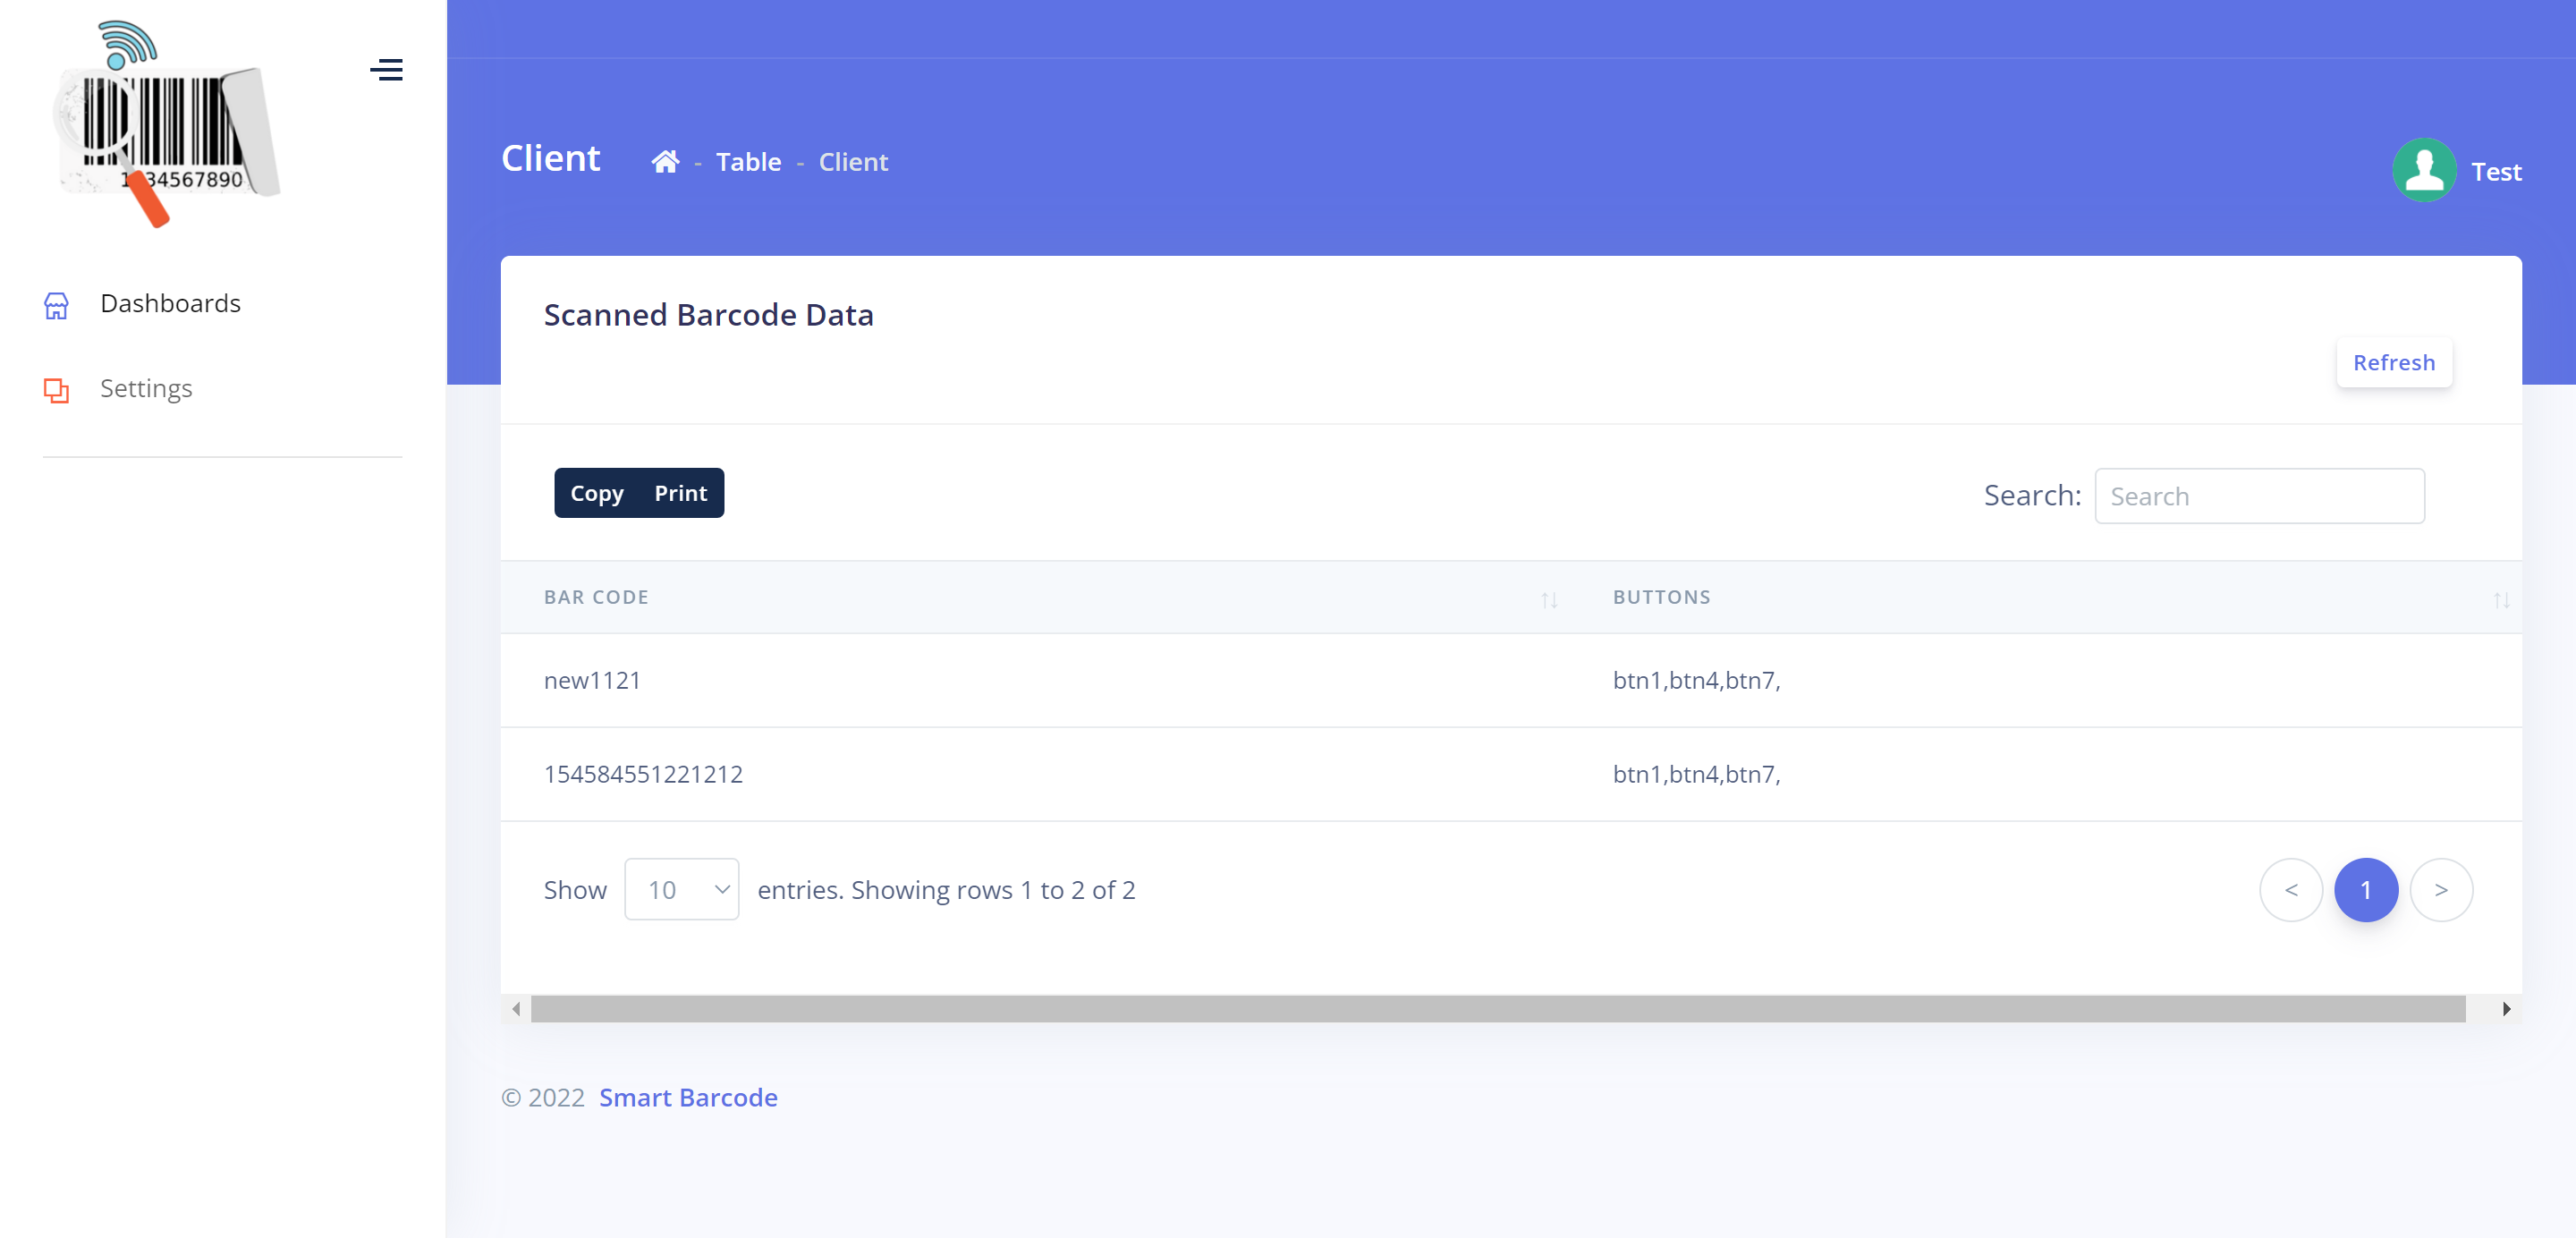 34567890
Dashboards
Settings
Client - Table - Client
Test
Scanned Barcode Data
Refresh
Copy Print
Search: Search
BAR CODE BUTTONS
new1121 btn1,btn4,btn7,
154584551221212 btn1,btn4,btn7,
Show 10 entries. Showing rows 1 to 2 of 2
< 1 >
© 2022 Smart Barcode